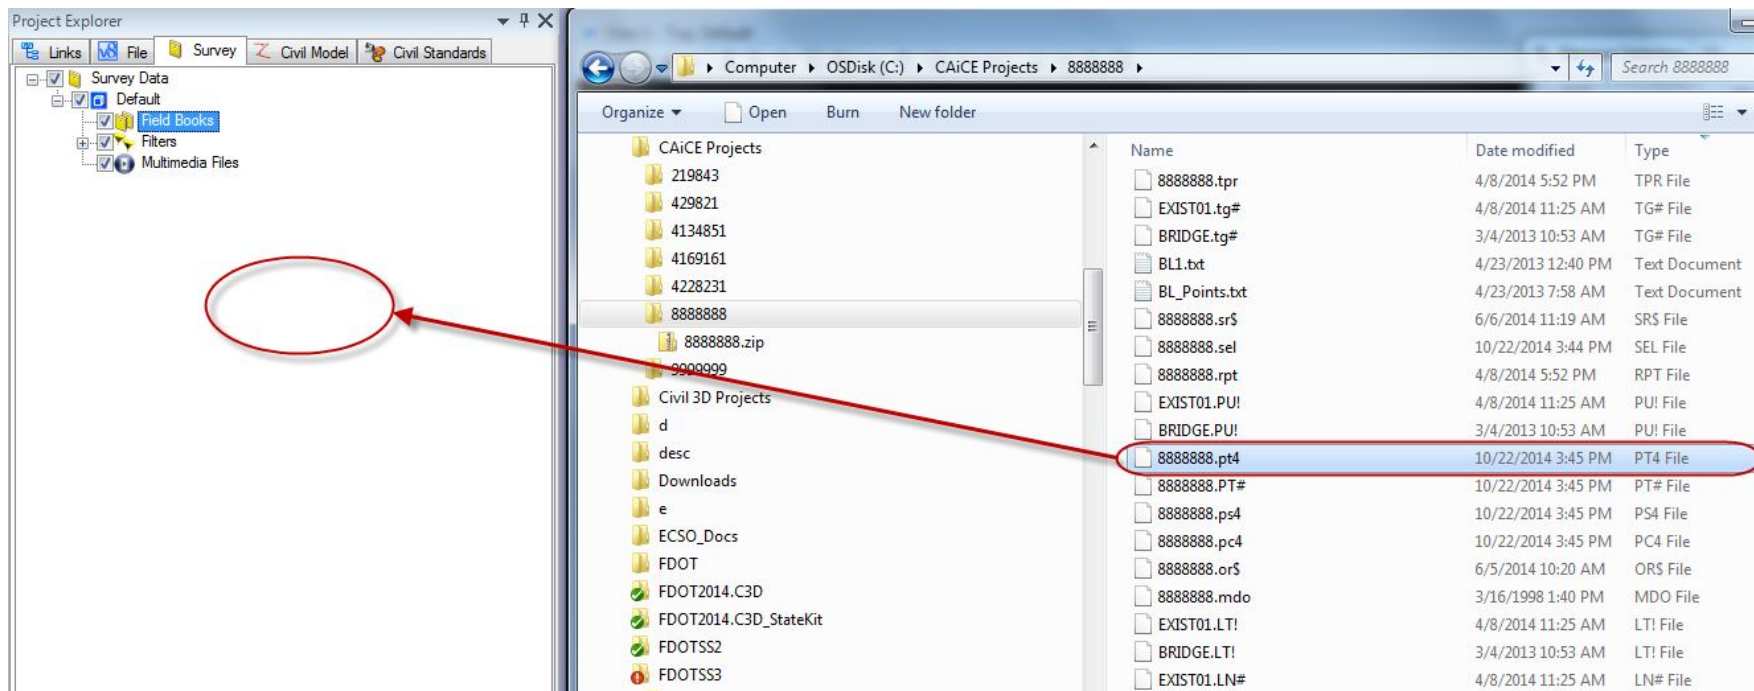 Project Explorer
Links File Survey Civil Model Civil Standards
Survey Data
Default
Field Books
Filters
Multimedia Files
Computer OSDisk (C:) CAiCE Projects 8888888
Search 8888888
Organize Open Burn New folder
CAiCE Projects
219843
429821
4134851
4169161
4228231
8888888
8888888.zip
9999999
Civil 3D Projects
d
desc
Downloads
e
ECSO_Docs
FDOT
FDOT2014.C3D
FDOT2014.C3D_StateKit
FDOTSS2
FDOTSS3
Name Date modified Type
8888888.tpr 4/8/2014 5:52 PM TPR File
EXIST01.tg# 4/8/2014 11:25 AM TG# File
BRIDGE.tg# 3/4/2013 10:53 AM TG# File
BL1.txt 4/23/2013 12:40 PM Text Document
BL_Points.txt 4/23/2013 7:58 AM Text Document
8888888.sr$ 6/6/2014 11:19 AM SR$ File
8888888.sel 10/22/2014 3:44 PM SEL File
8888888.rpt 4/8/2014 5:52 PM RPT File
EXIST01.PU! 4/8/2014 11:25 AM PU! File
BRIDGE.PU! 3/4/2013 10:53 AM PU! File
8888888.pt4 10/22/2014 3:45 PM PT4 File
8888888.PT# 10/22/2014 3:45 PM PT# File
8888888.ps4 10/22/2014 3:45 PM PS4 File
8888888.pc4 10/22/2014 3:45 PM PC4 File
8888888.or$ 6/5/2014 10:20 AM OR$ File
8888888.mdo 3/16/1998 1:40 PM MDO File
EXIST01.LT! 4/8/2014 11:25 AM LT! File
BRIDGE.LT! 3/4/2013 10:53 AM LT! File
EXIST01.LN# 4/8/2014 11:25 AM LN# File